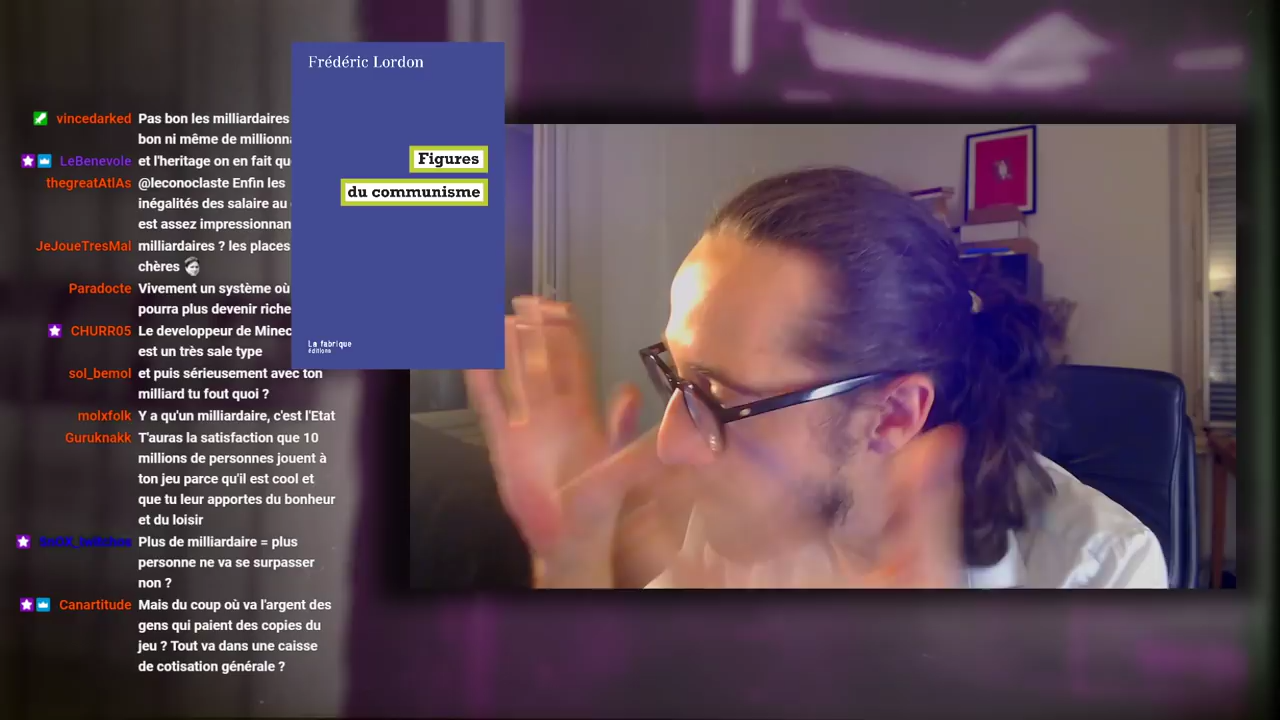 Frédéric Lordon
Figures
du communisme
La fabrique
éditions
vincedarked Pas bon les milliardaires
bon ni même de
LeBenevole et l'heritage on en fait
thegreatAtlAs @leconoclaste Enfin les
inégalités des salaire au
est assez
JeJoueTresMal milliardaires ? les places
chères
Paradocte Vivement un système où
pourra plus devenir riche
CHURR05 Le developpeur de
est un très sale type
sol_bemol et puis sérieusement avec ton
milliard tu fout quoi ?
molxfolk Y a qu'un milliardaire, c'est l'Etat
Guruknakk T'auras la satisfaction que 10
millions de personnes jouent à
ton jeu parce qu'il est cool et
que tu leur apportes du bonheur
et du loisir
Plus de milliardaire = plus
personne ne va se surpasser
non ?
Canartitude Mais du coup où va l'argent des
gens qui paient des copies du
jeu ? Tout va dans une caisse
de cotisation générale ?